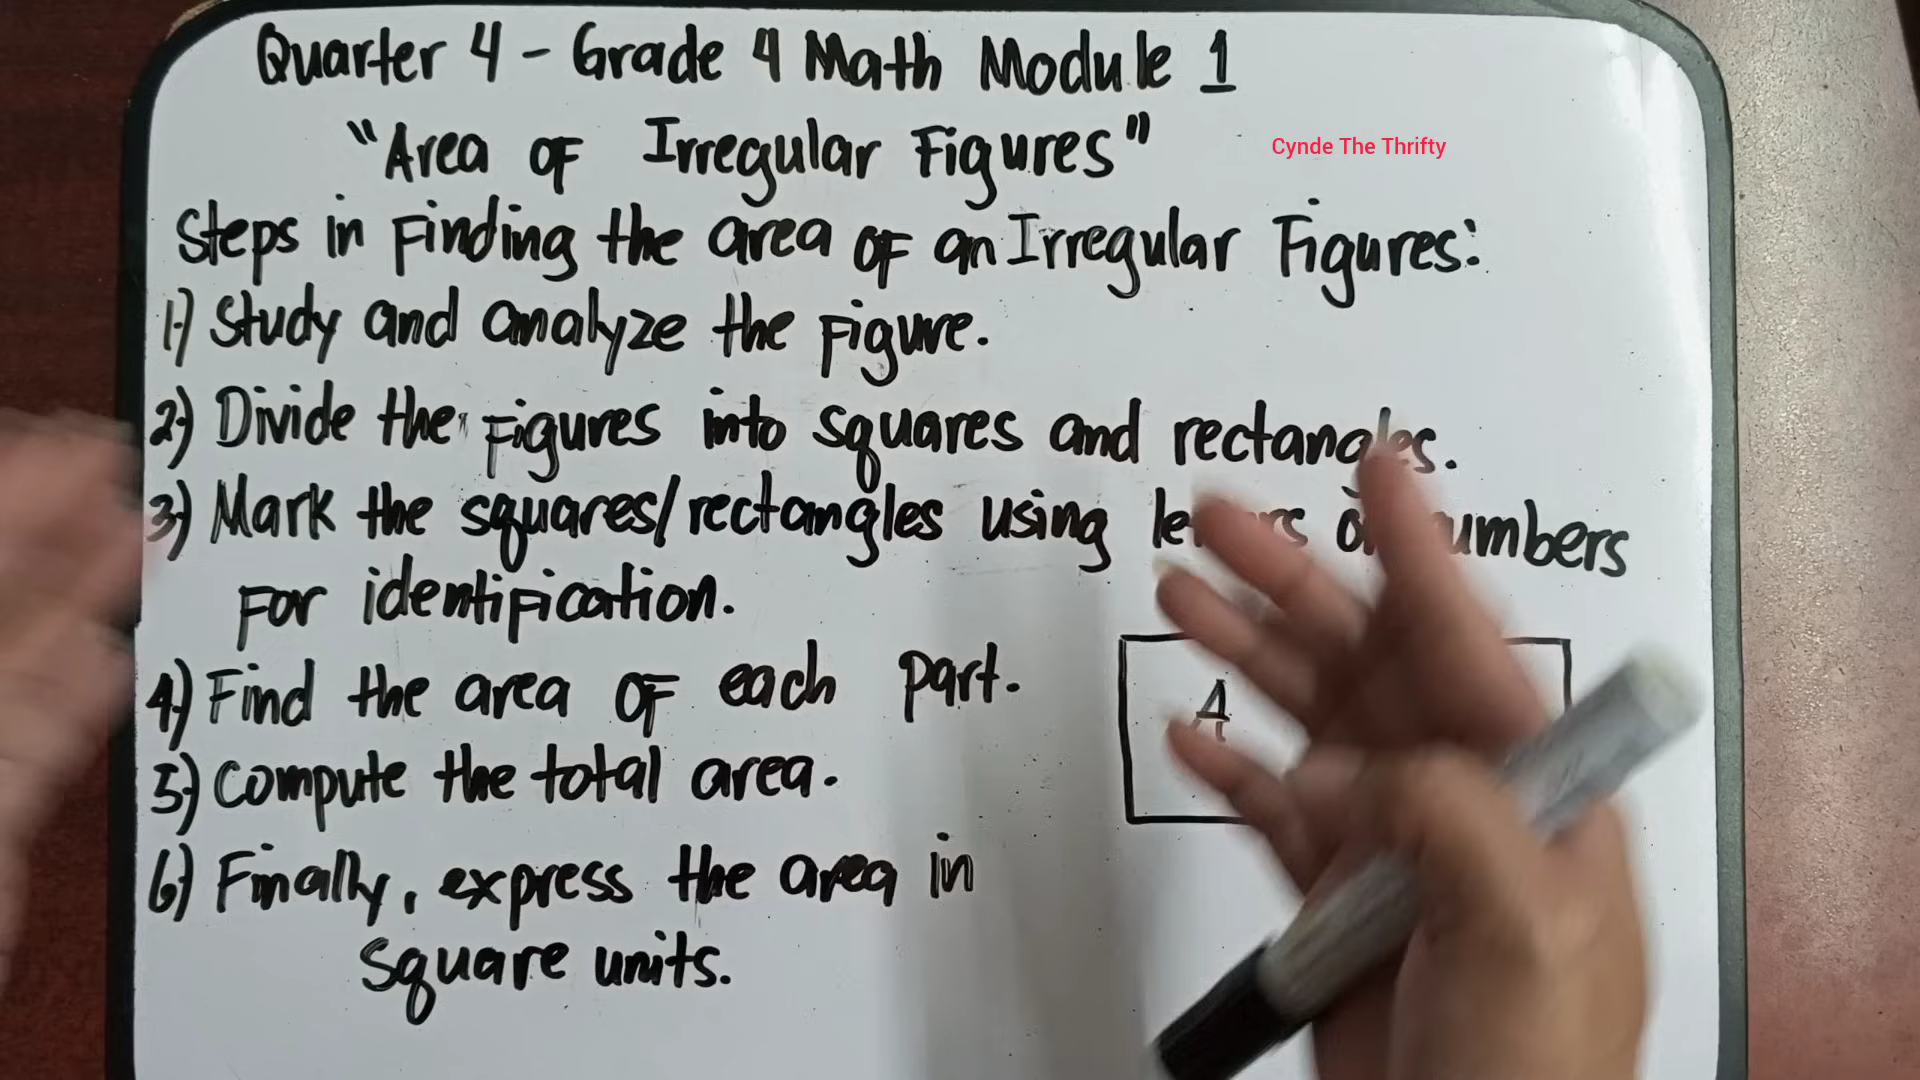 Quarter 4 - Grade 4 Math Module 1
"Area of Irregular Figures"
Cynde The Thrifty
Steps in Finding the area of an Irregular Figures:
1.) Study and analyze the figure.
2.) Divide the figures into squares and rectangles.
3.) Mark the squares/rectangles using
For identification.
4.) Find the area of each part.
A
5.) Compute the total area.
6.) Finally, express the area in
square units.